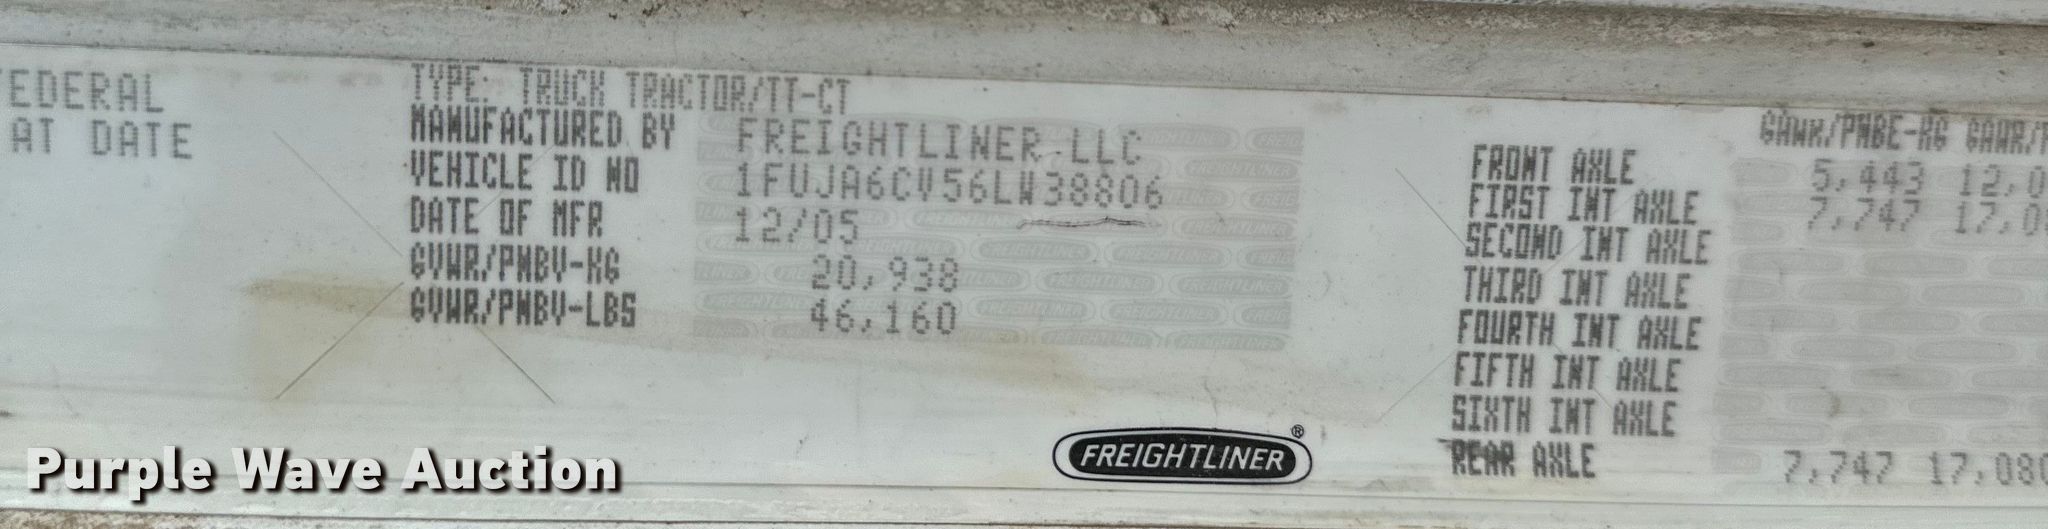 EDERAL
AT DATE
TYPE: TRUCK TRACTOR/TT-CT
MANUFACTURED BY FREIGHTLINER LLC
VEHICLE ID NO 1FUJA6CV56LW38806
DATE OF MFR 12/05
GVWR/PNBV-KG 20,938
GVWR/PNBV-LBS 46,160
FREIGHTLINER®
GAWR/PNBE-KG GAWR/
FRONT AXLE 5,443 12,0
FIRST INT AXLE 7,747 17,0
SECOND INT AXLE
THIRD INT AXLE
FOURTH INT AXLE
FIFTH INT AXLE
SIXTH INT AXLE
REAR AXLE 7,747 17,080
Purple Wave Auction